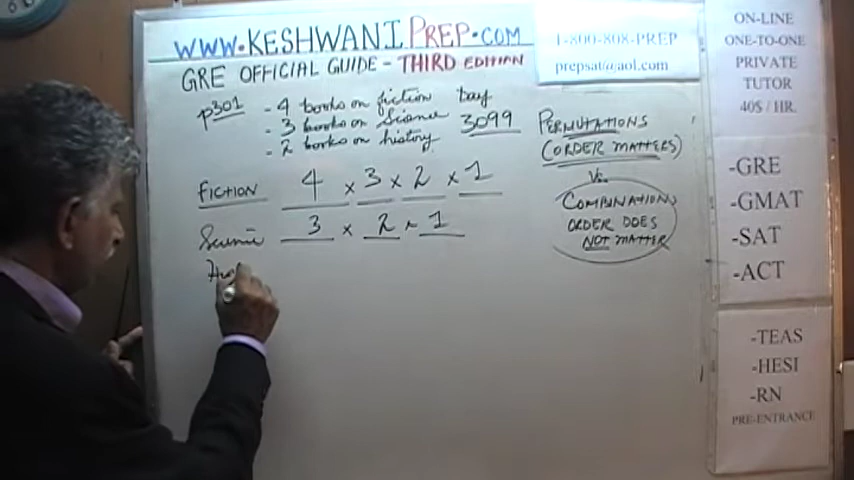 WWW.KESHWANIPREP.COM
GRE OFFICIAL GUIDE - THIRD EDITION
p301 - 4 books on fiction Day
- 3 books on Science 3099
- 2 books on history
FICTION 4 x 3 x 2 x 1
Science 3 x 2 x 1
PERMUTATIONS
(ORDER MATTERS)
Vs.
COMBINATIONS
ORDER DOES
NOT MATTER
1-800-808-PREP
prepsat@aol.com
ON-LINE
ONE-TO-ONE
PRIVATE
TUTOR
40$ / HR.
-GRE
-GMAT
-SAT
-ACT
-TEAS
-HESI
-RN
PRE-ENTRANCE